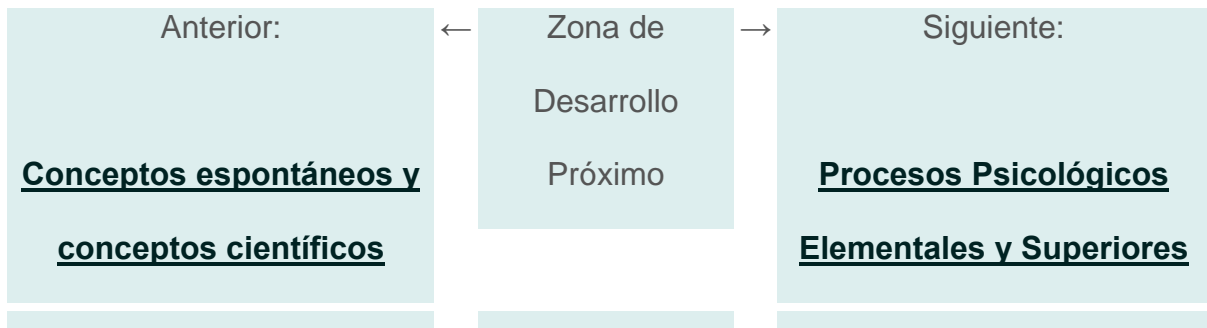 Anterior:
←
Zona de
Desarrollo
Próximo
→
Siguiente:
Conceptos espontáneos y
conceptos científicos
Procesos Psicológicos
Elementales y Superiores